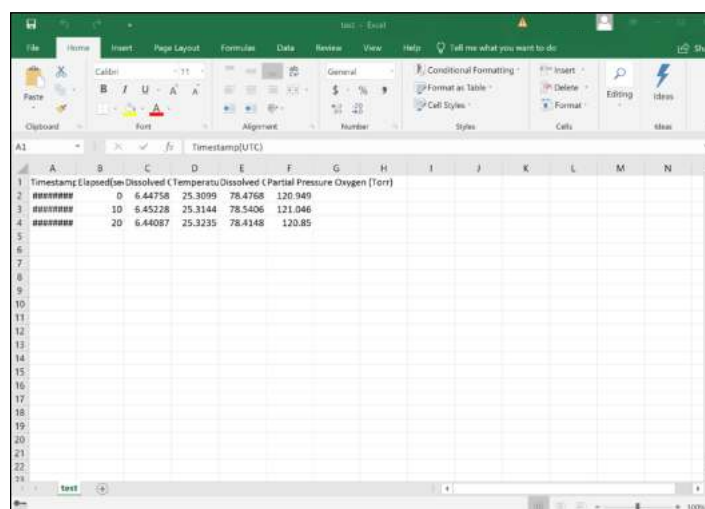 test - Excel
File Home Insert Page Layout Formulas Data Review View Help Tell me what you want to do Sh
Paste
Calibri 11
B I U A A
A
General
$ % 9
Conditional Formatting
Format as Table
Cell Styles
Insert
Delete
Format
Editing
Ideas
Clipboard Font Alignment Number Styles Cells Ideas
A1 fx Timestamp(UTC)
A B C D E F G H I J K L M N
1 Timestamp Elapsed(se Dissolved ( Temperatu Dissolved ( Partial Pressure Oxygen (Torr)
2 ######## 0 6.44758 25.3099 78.4768 120.949
3 ######## 10 6.45228 25.3144 78.5406 121.046
4 ######## 20 6.44087 25.3235 78.4148 120.85
5
6
7
8
9
10
11
12
13
14
15
16
17
18
19
20
21
22
23
test
100%